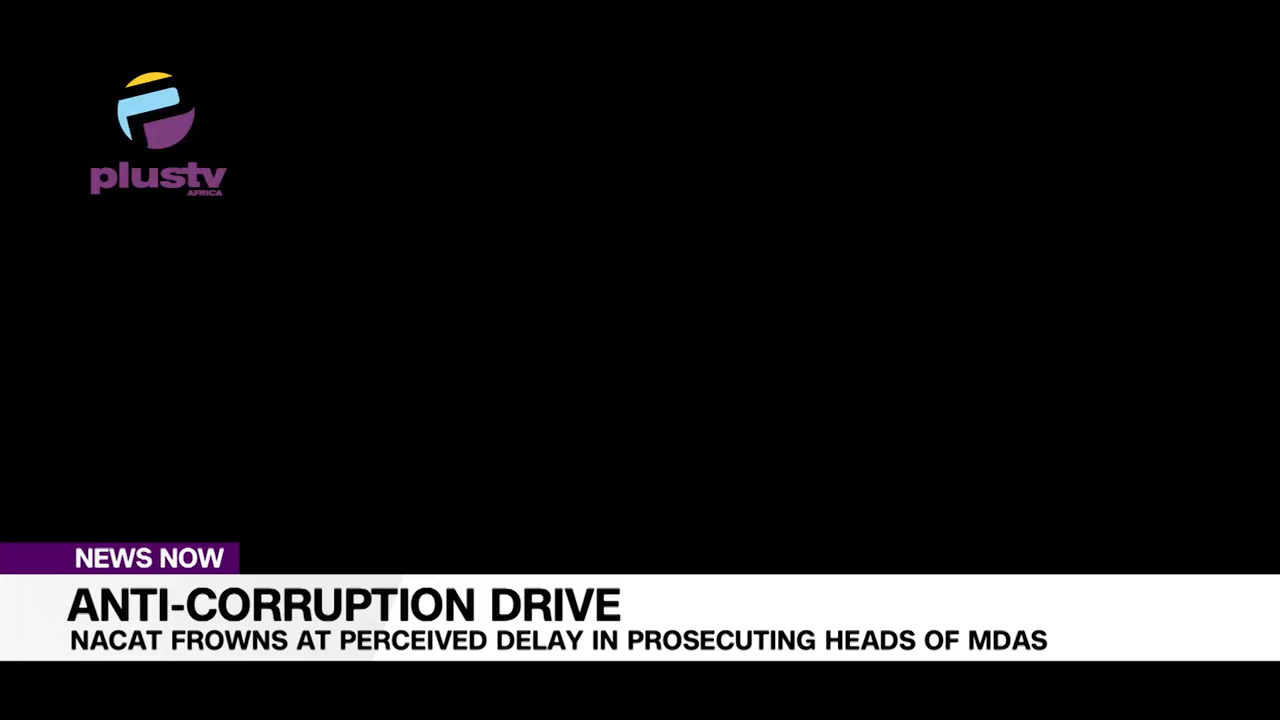 plustv
AFRICA
NEWS NOW
ANTI-CORRUPTION DRIVE
NACAT FROWNS AT PERCEIVED DELAY IN PROSECUTING HEADS OF MDAS